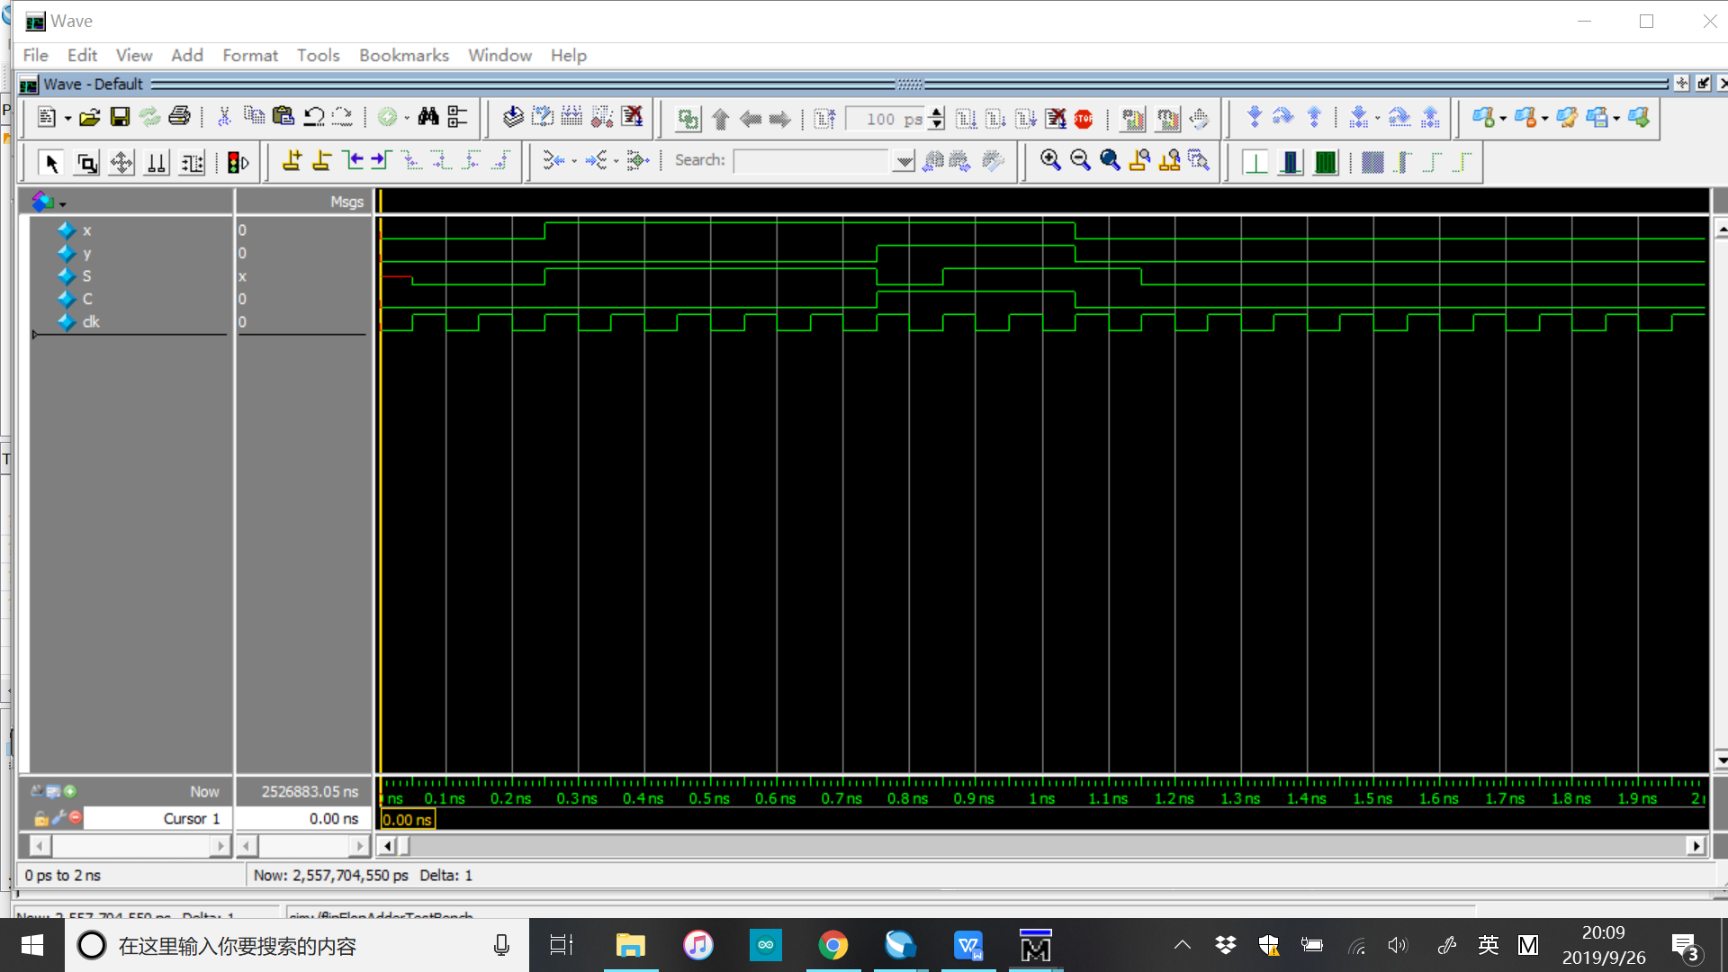 Wave
File Edit View Add Format Tools Bookmarks Window Help
Wave - Default
100 ps
Search:
Msgs
x 0
y 0
S x
C 0
clk 0
Now 2526883.05 ns
ns 0.1 ns 0.2 ns 0.3 ns 0.4 ns 0.5 ns 0.6 ns 0.7 ns 0.8 ns 0.9 ns 1 ns 1.1 ns 1.2 ns 1.3 ns 1.4 ns 1.5 ns 1.6 ns 1.7 ns 1.8 ns 1.9 ns 2
Cursor 1 0.00 ns 0.00 ns
0 ps to 2 ns Now: 2,557,704,550 ps Delta: 1
Now: 2,557,704,550 ps Delta: 1 sim:/flipFlopAdderTestBench
在这里输入你要搜索的内容
英
20:09
2019/9/26
3